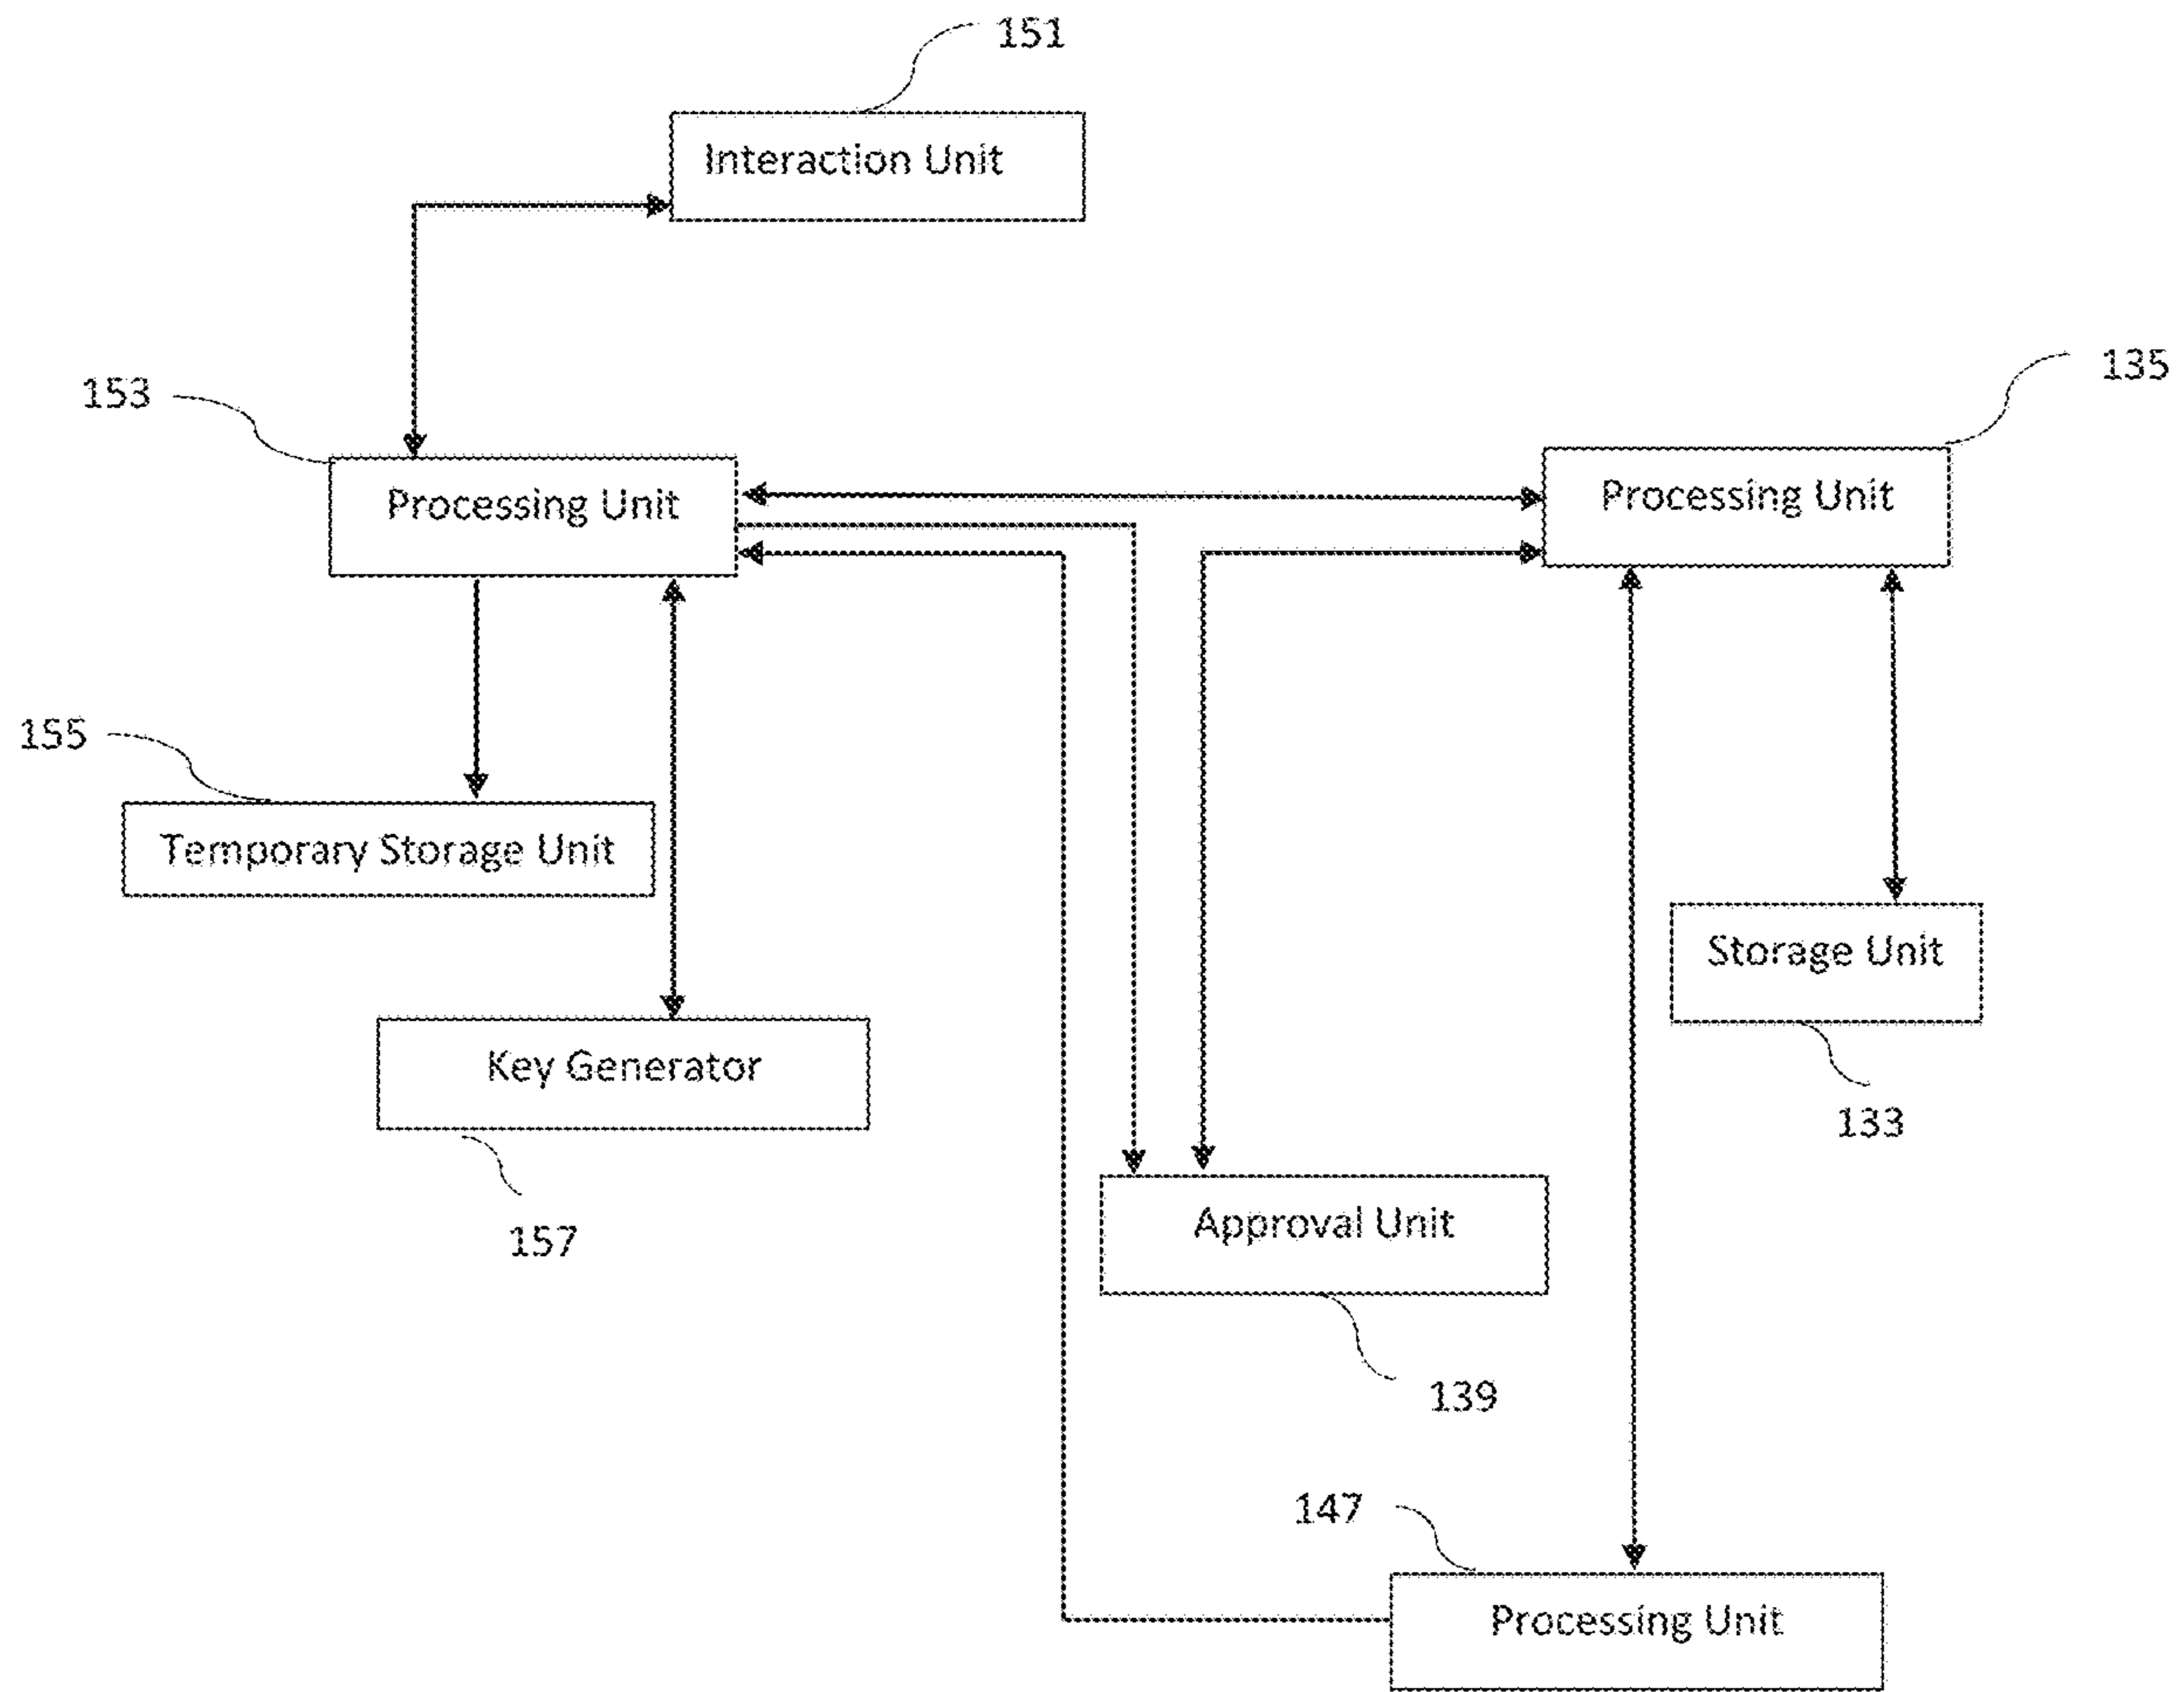 151
Interaction Unit
135
153
Processing Unit
Processing Unit
155
Temporary Storage Unit
Storage Unit
Key Generator
133
157
Approval Unit
139
147
Processing Unit